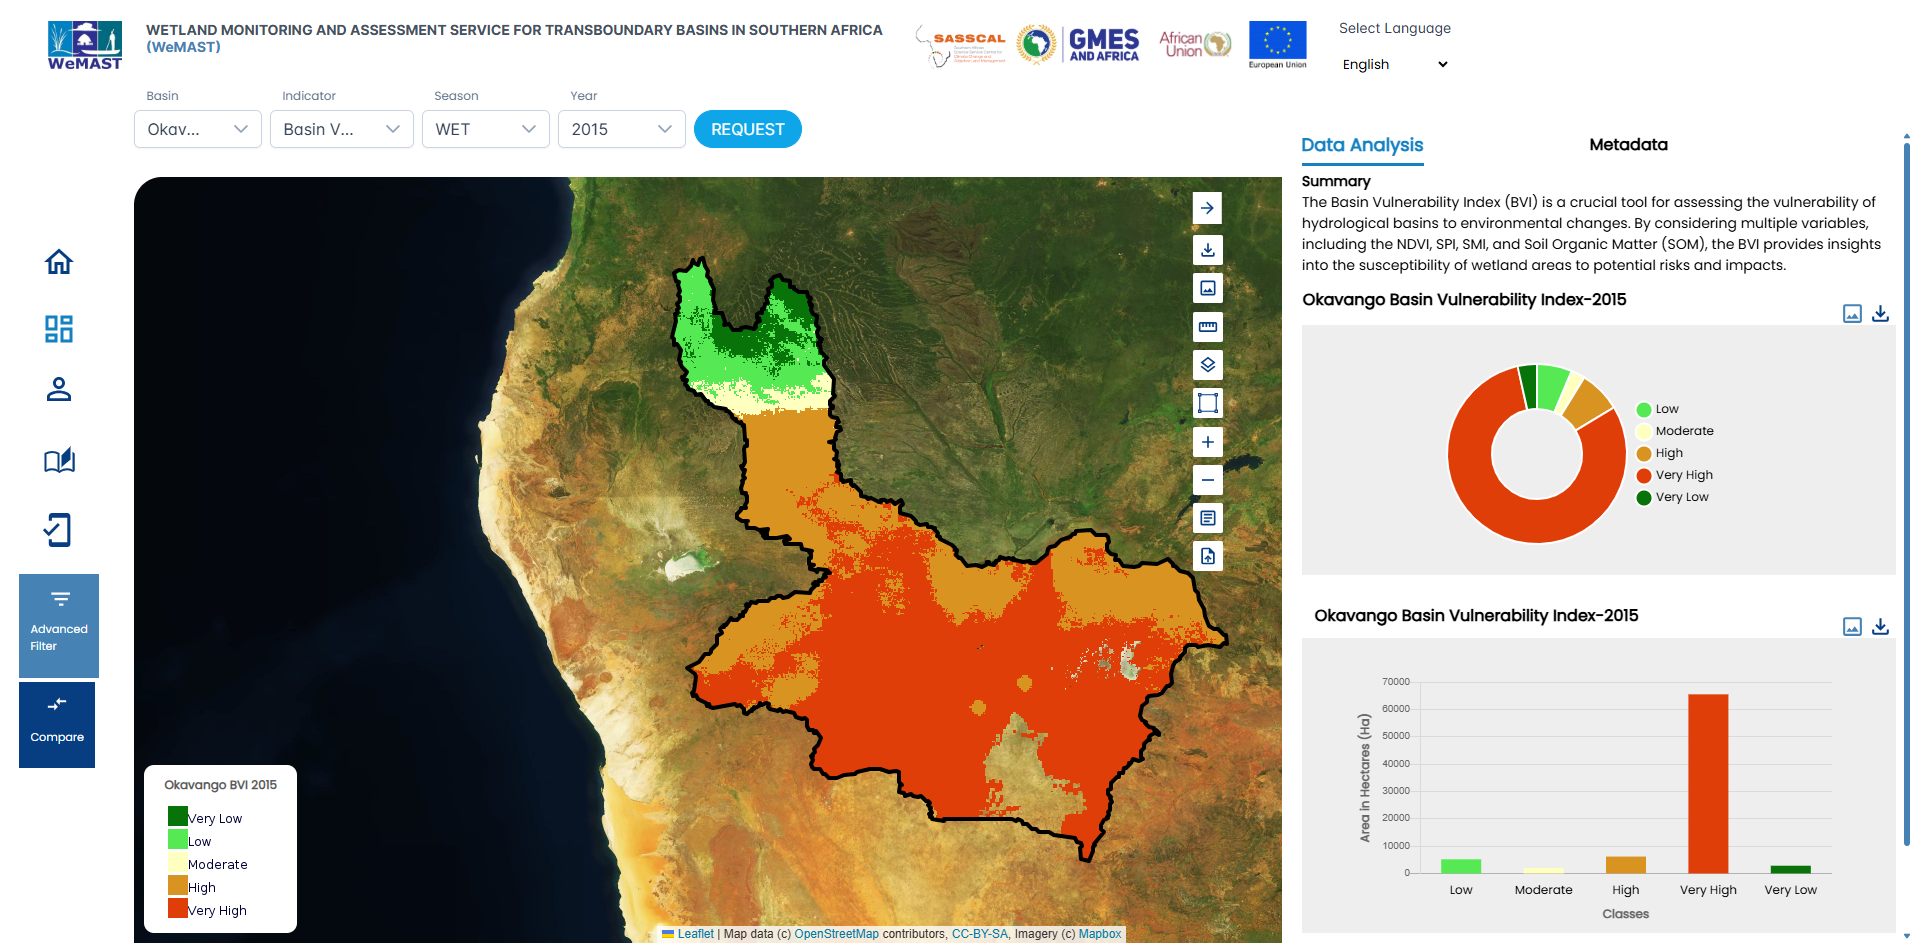 WeMAST
WETLAND MONITORING AND ASSESSMENT SERVICE FOR TRANSBOUNDARY BASINS IN SOUTHERN AFRICA
(WeMAST)
SASSCAL
GMES
AND AFRICA
African
Union
European Union
Select Language
English
Basin
Indicator
Season
Year
Okav...
Basin V...
WET
2015
REQUEST
Data Analysis
Metadata
Summary
The Basin Vulnerability Index (BVI) is a crucial tool for assessing the vulnerability of
hydrological basins to environmental changes. By considering multiple variables,
including the NDVI, SPI, SMI, and Soil Organic Matter (SOM), the BVI provides insights
into the susceptibility of wetland areas to potential risks and impacts.
Okavango Basin Vulnerability Index-2015
Low
Moderate
High
Very High
Very Low
Advanced
Filter
Compare
Okavango BVI 2015
Very Low
Low
Moderate
High
Very High
Leaflet | Map data (c) OpenStreetMap contributors, CC-BY-SA, Imagery (c) Mapbox
Okavango Basin Vulnerability Index-2015
Area in Hectares (Ha)
70000
60000
50000
40000
30000
20000
10000
0
Low
Moderate
High
Very High
Very Low
Classes